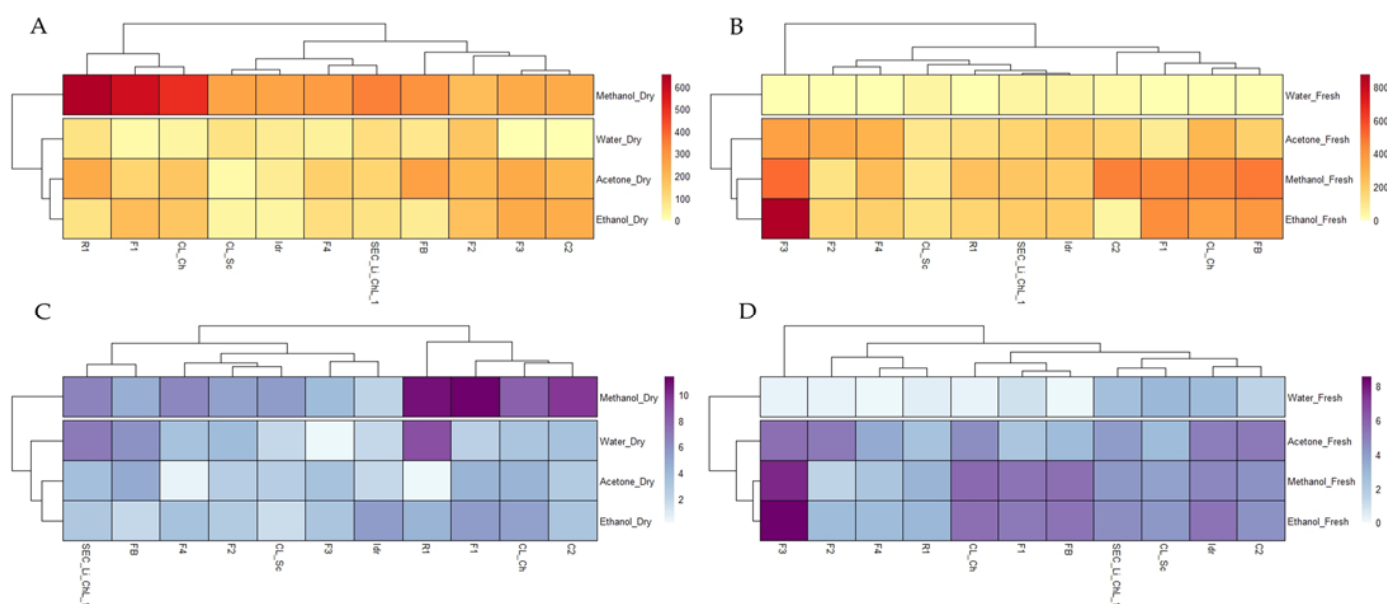 A
Methanol_Dry
Water_Dry
Acetone_Dry
Ethanol_Dry
R1 F1 CL_Ch CL_Sc Idr F4 SEC_Li_ChL_1 FB F2 F3 C2
600
500
400
300
200
100
0
B
Water_Fresh
Acetone_Fresh
Methanol_Fresh
Ethanol_Fresh
F3 F2 F4 CL_Sc R1 SEC_Li_ChL_1 Idr C2 F1 CL_Ch FB
800
600
400
200
0
C
Methanol_Dry
Water_Dry
Acetone_Dry
Ethanol_Dry
SEC_Li_ChL_1 FB F4 F2 CL_Sc F3 Idr R1 F1 CL_Ch C2
10
8
6
4
2
D
Water_Fresh
Acetone_Fresh
Methanol_Fresh
Ethanol_Fresh
F3 F2 F4 R1 CL_Ch F1 FB SEC_Li_ChL_1 CL_Sc Idr C2
8
6
4
2
0